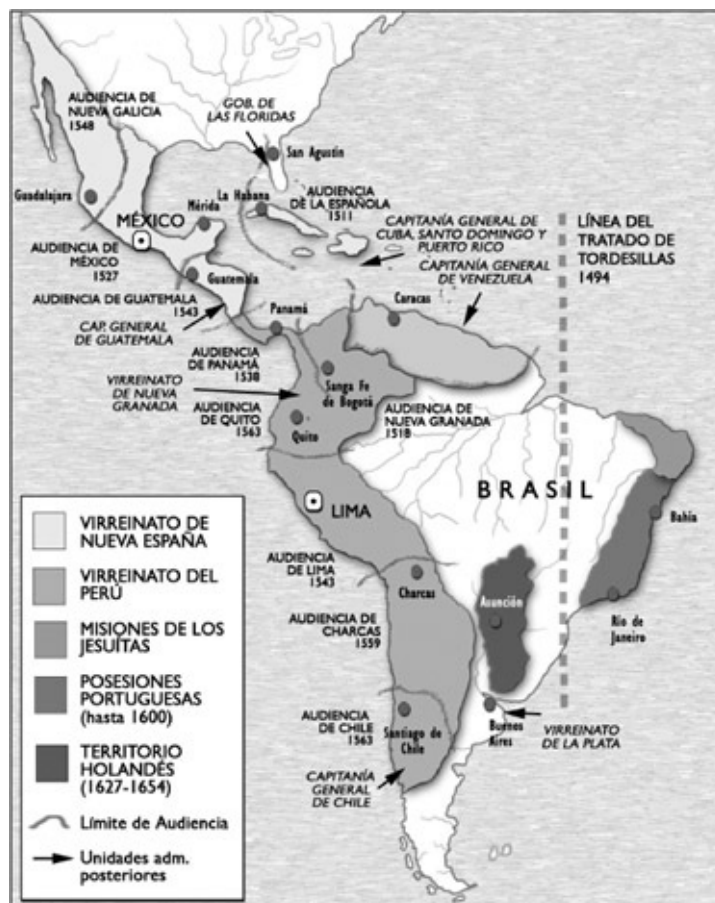 AUDIENCIA DE
NUEVA GALICIA
1548
GOB. DE
LAS FLORIDAS
San Agustín
Guadalajara
Mérida
La Habana
AUDIENCIA
DE LA ESPAÑOLA
1511
MÉXICO
CAPITANÍA GENERAL DE
CUBA, SANTO DOMINGO Y
PUERTO RICO
LÍNEA DEL
TRATADO DE
TORDESILLAS
1494
AUDIENCIA DE
MÉXICO
1527
Guatemala
CAPITANÍA GENERAL
DE VENEZUELA
AUDIENCIA DE GUATEMALA
1543
Panamá
Caracas
CAP. GENERAL
DE GUATEMALA
AUDIENCIA
DE PANAMÁ
1538
Sanga Fe
de Bogotá
VIRREINATO
DE NUEVA
GRANADA
AUDIENCIA
DE QUITO
1563
Quito
AUDIENCIA DE
NUEVA GRANADA
1518
BRASIL
LIMA
Bahía
AUDIENCIA
DE LIMA
1543
Charcas
Asunción
AUDIENCIA DE
CHARCAS
1559
Río de
Janeiro
AUDIENCIA
DE CHILE
1563
Santiago
de Chile
Buenos
Aires
VIRREINATO
DE LA PLATA
CAPITANÍA
GENERAL
DE CHILE
VIRREINATO DE
NUEVA ESPAÑA
VIRREINATO DEL
PERÚ
MISIONES DE LOS
JESUÍTAS
POSESIONES
PORTUGUESAS
(hasta 1600)
TERRITORIO
HOLANDÉS
(1627-1654)
Límite de Audiencia
Unidades adm.
posteriores